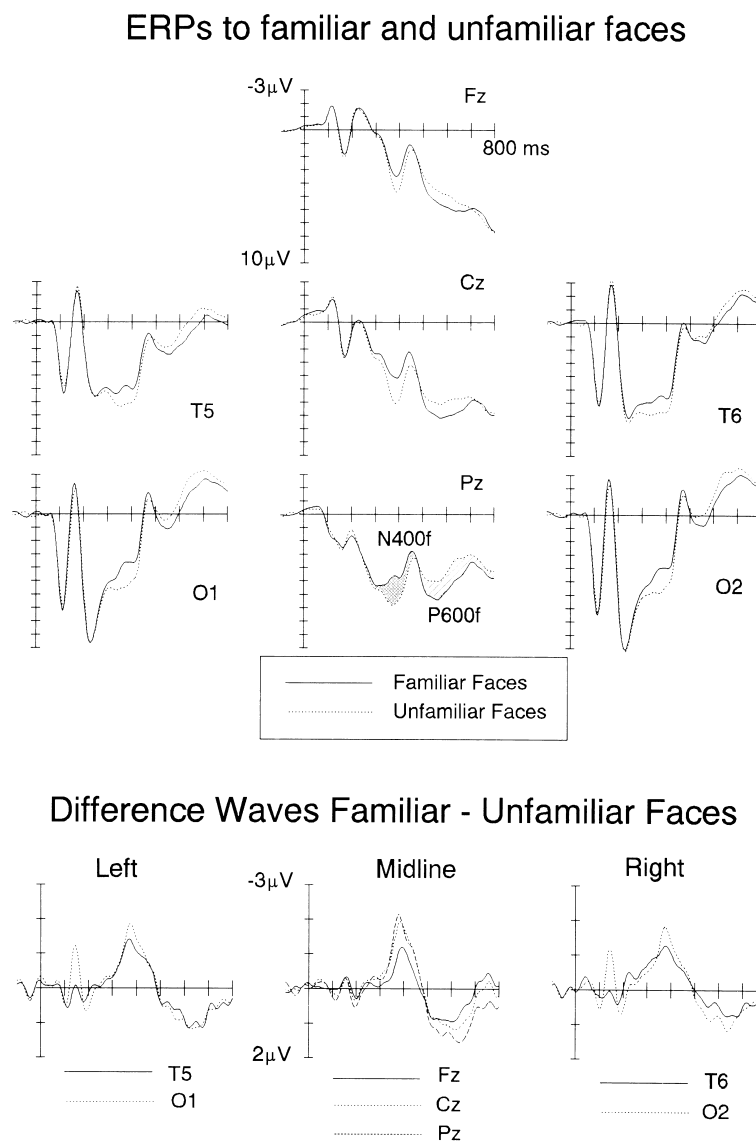 ERPs to familiar and unfamiliar faces
-3µV
Fz
800 ms
10µV
Cz
T5
T6
Pz
N400f
O1
O2
P600f
Familiar Faces
Unfamiliar Faces
Difference Waves Familiar - Unfamiliar Faces
Left
Midline
Right
-3µV
2µV
T5
O1
Fz
Cz
Pz
T6
O2